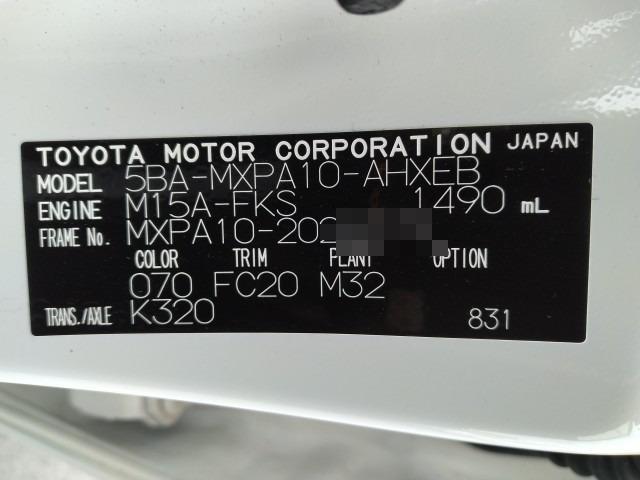 TOYOTA MOTOR CORPORATION JAPAN
MODEL 5BA-MXPA10-AHXEB
ENGINE M15A-FKS 1490 mL
FRAME No. MXPA10-202
COLOR TRIM PLANT OPTION
070 FC20 M32
TRANS./AXLE K320 831